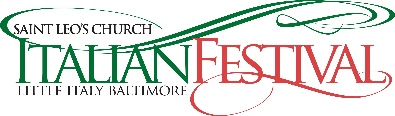 SAINT LEO'S CHURCH
ITALIAN FESTIVAL
LITTLE ITALY BALTIMORE